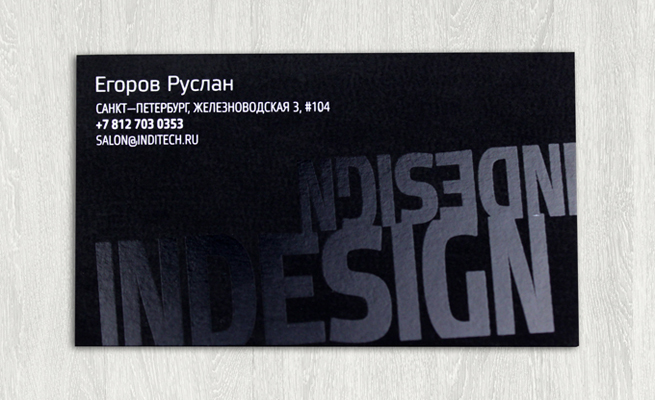 Егоров Руслан
САНКТ–ПЕТЕРБУРГ, ЖЕЛЕЗНОВОДСКАЯ 3, #104
+7 812 703 0353
SALON@INDITECH.RU
INDESIGN
INDESIGN